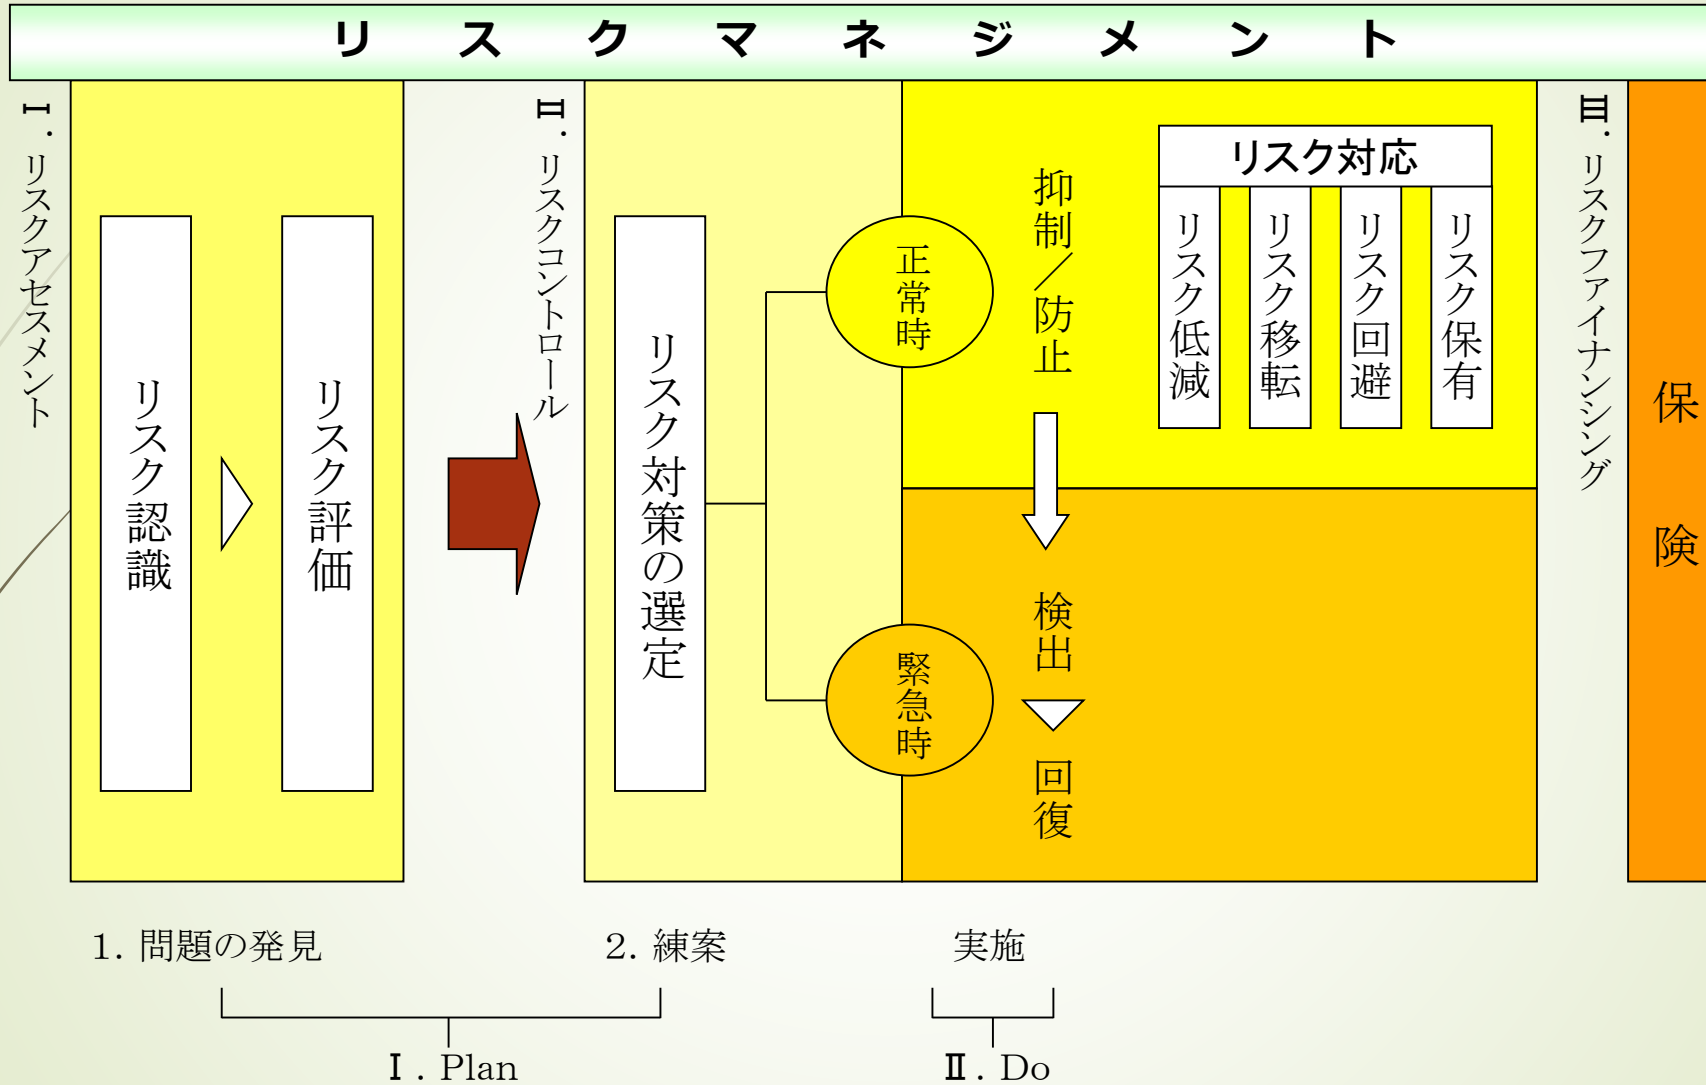 リスクマネジメント
Ⅰ. リスクアセスメント
リスク認識
リスク評価
Ⅱ. リスクコントロール
リスク対策の選定
正常時
緊急時
抑制/防止
検出
回復
リスク対応
リスク低減
リスク移転
リスク回避
リスク保有
Ⅲ. リスクファイナンシング
保険
1. 問題の発見
2. 練案
実施
Ⅰ. Plan
Ⅱ. Do